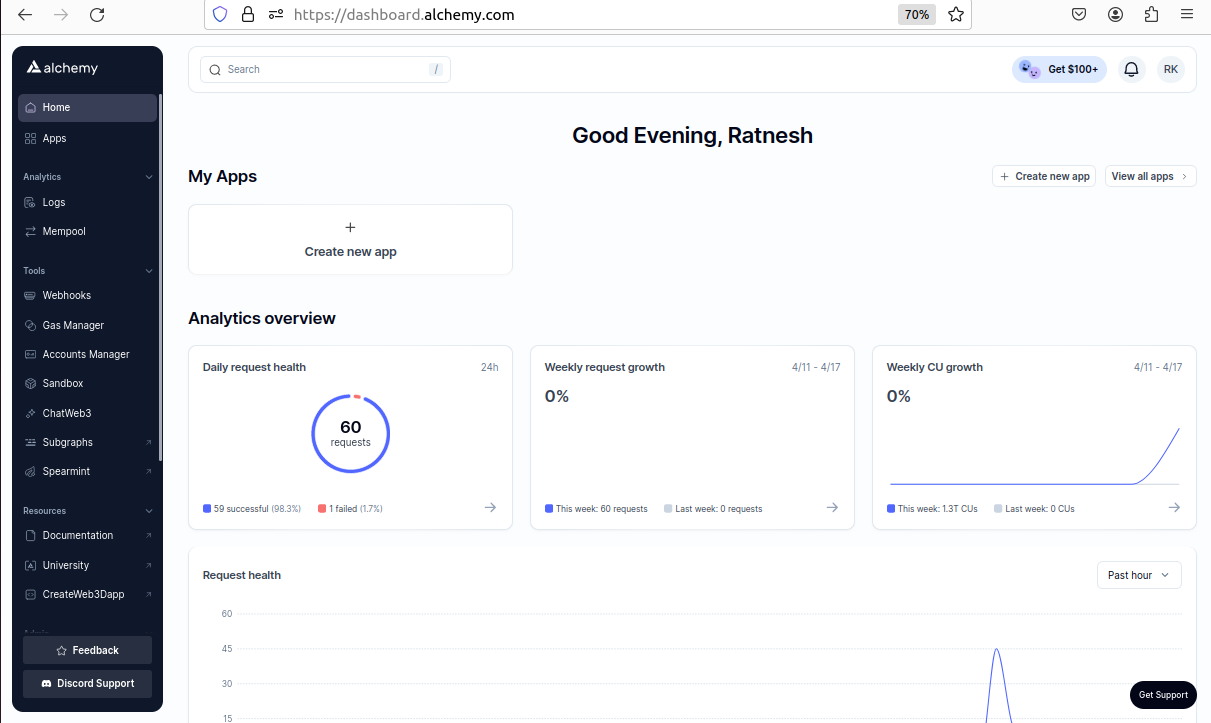 https://dashboard.alchemy.com
70%
alchemy
Home
Apps
Analytics
Logs
Mempool
Tools
Webhooks
Gas Manager
Accounts Manager
Sandbox
ChatWeb3
Subgraphs
Spearmint
Resources
Documentation
University
CreateWeb3Dapp
Feedback
Discord Support
Search /
Get $100+
RK
Good Evening, Ratnesh
My Apps
+ Create new app
View all apps
+
Create new app
Analytics overview
Daily request health 24h
60
requests
59 successful (98.3%) 1 failed (1.7%)
Weekly request growth 4/11 - 4/17
0%
This week: 60 requests Last week: 0 requests
Weekly CU growth 4/11 - 4/17
0%
This week: 1.3T CUs Last week: 0 CUs
Request health
Past hour
60
45
30
15
Get Support